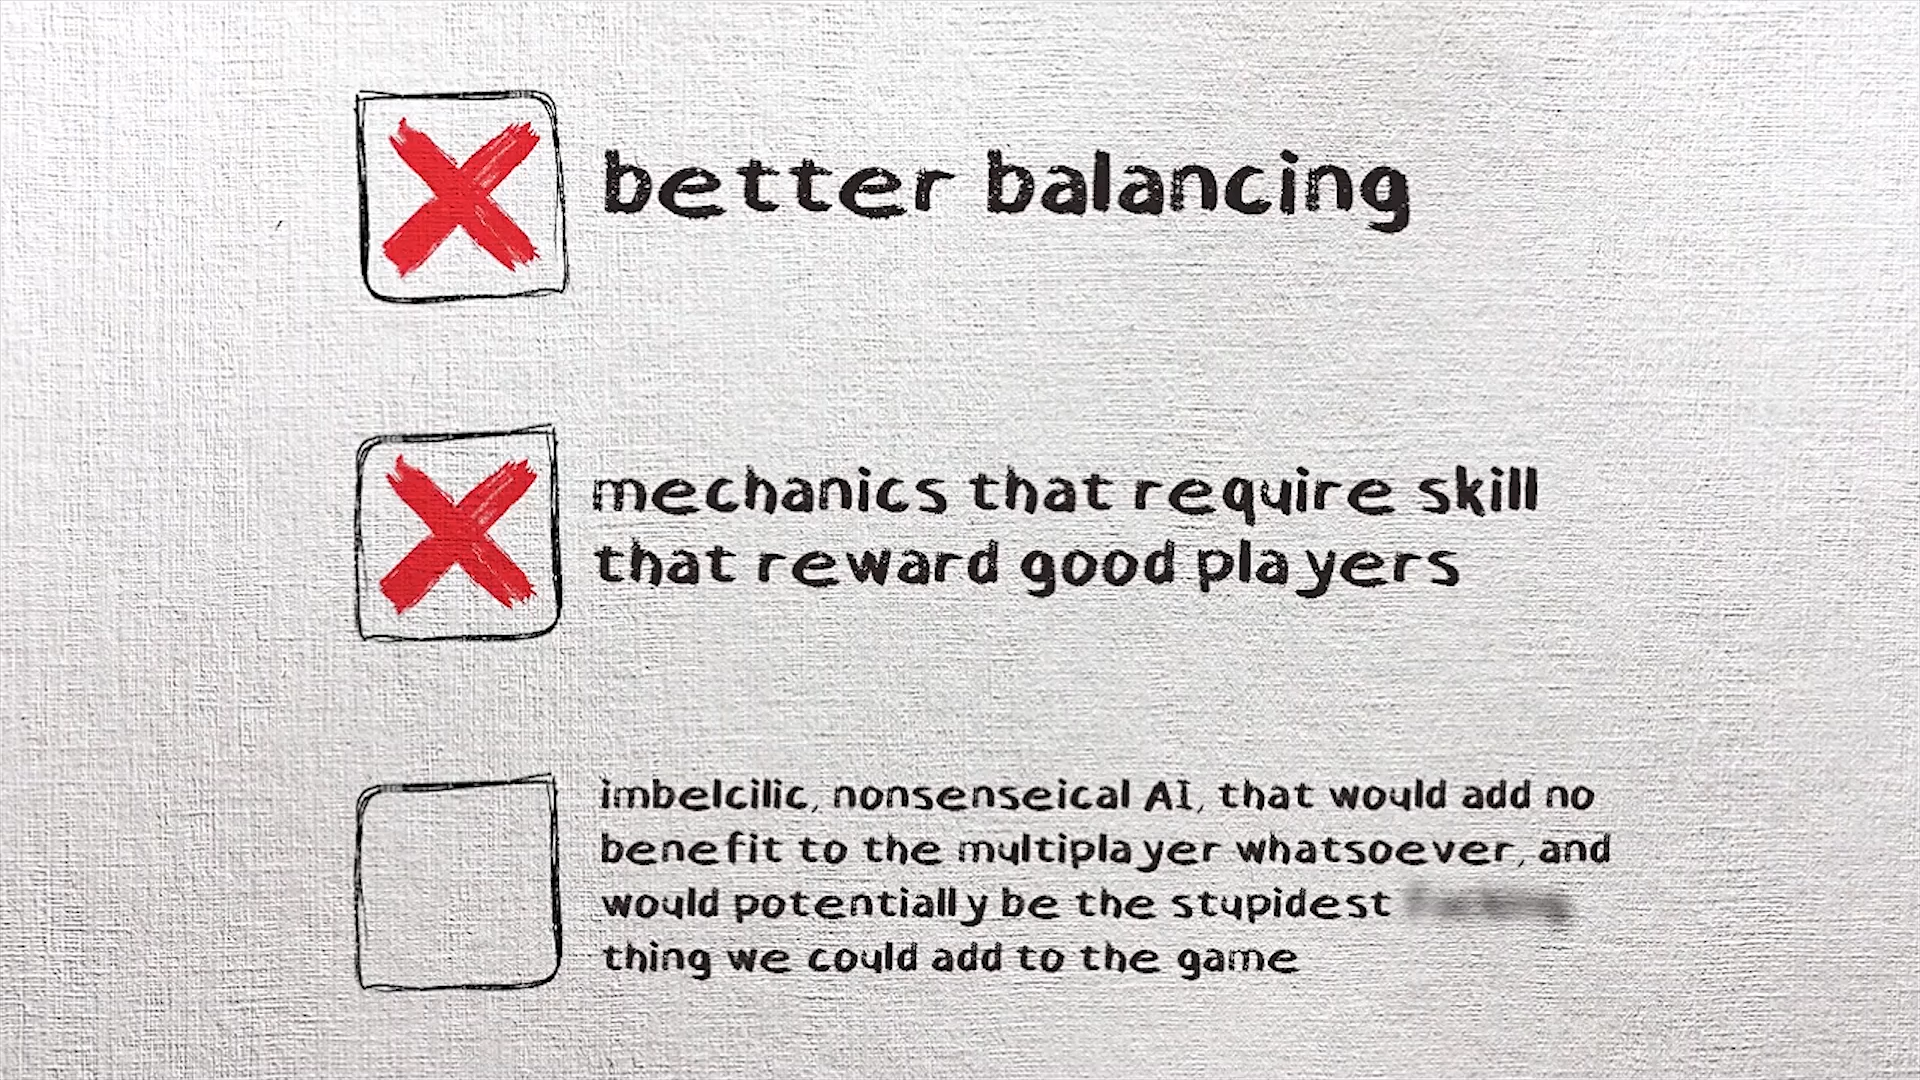 better balancing
mechanics that require skill
that reward good players
imbelcilic, nonsenseical AI, that would add no
benefit to the multiplayer whatsoever, and
would potentially be the stupidest
thing we could add to the game